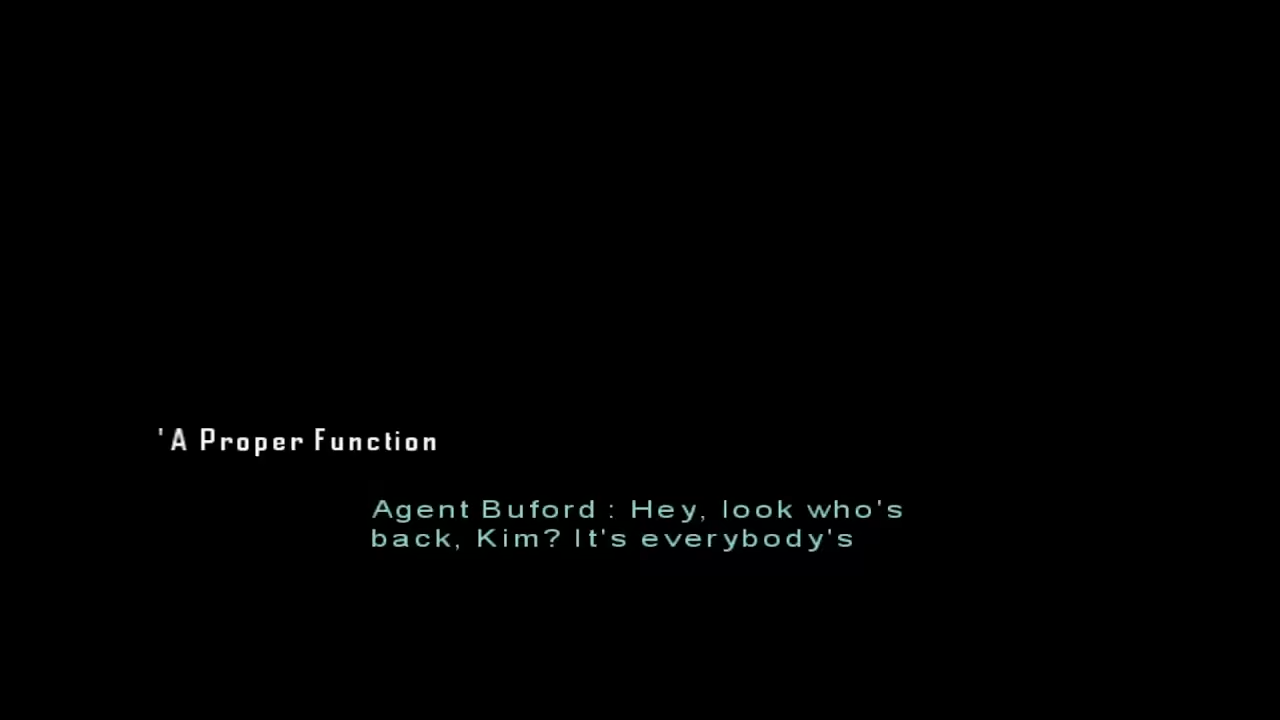 'A Proper Function
Agent Buford : Hey, look who's
back, Kim? It's everybody's